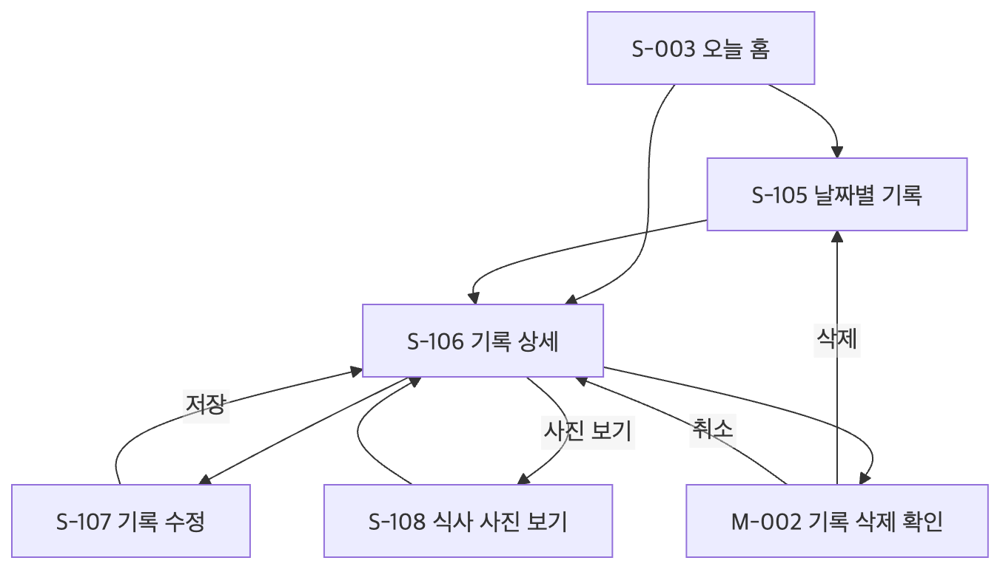 S-003 오늘 홈
S-105 날짜별 기록
삭제
S-106 기록 상세
저장
사진 보기
취소
S-107 기록 수정
S-108 식사 사진 보기
M-002 기록 삭제 확인